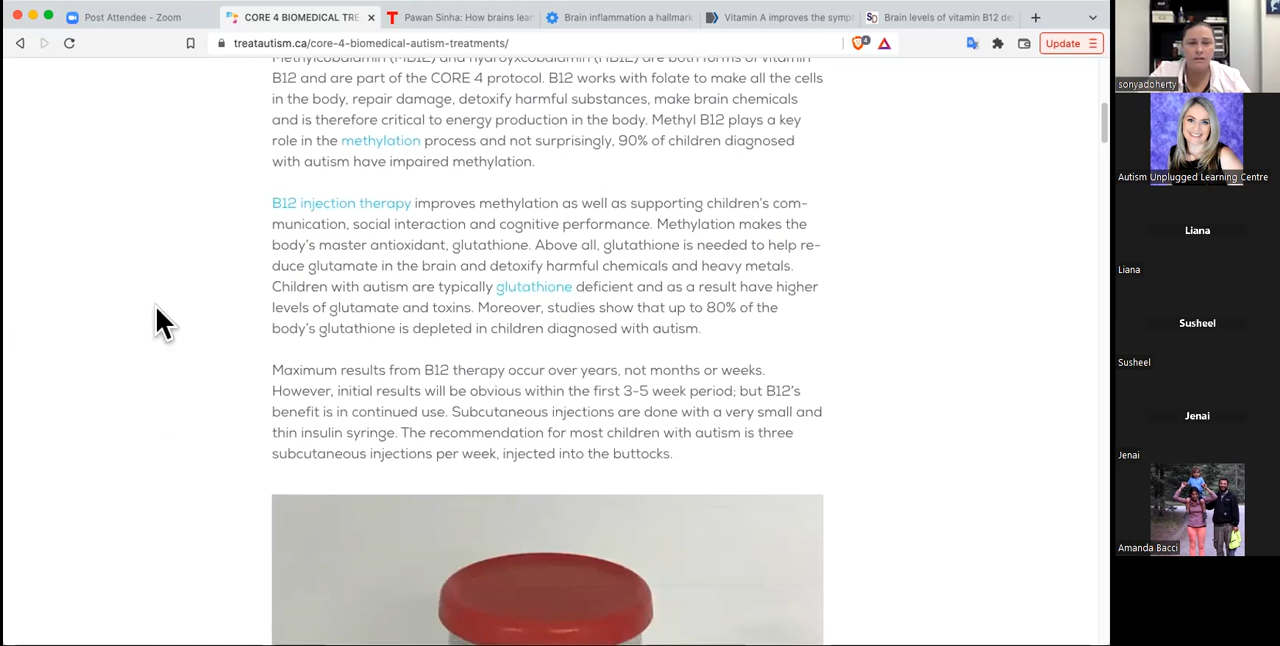 Post Attendee - Zoom
CORE 4 BIOMEDICAL TRE
Pawan Sinha: How brains lear
Brain inflammation a hallmark
Vitamin A improves the symp
Brain levels of vitamin B12 de
treatautism.ca/core-4-biomedical-autism-treatments/
4
Update
B12 and are part of the CORE 4 protocol. B12 works with folate to make all the cells
in the body, repair damage, detoxify harmful substances, make brain chemicals
and is therefore critical to energy production in the body. Methyl B12 plays a key
role in the methylation process and not surprisingly, 90% of children diagnosed
with autism have impaired methylation.
B12 injection therapy improves methylation as well as supporting children's com-
munication, social interaction and cognitive performance. Methylation makes the
body's master antioxidant, glutathione. Above all, glutathione is needed to help re-
duce glutamate in the brain and detoxify harmful chemicals and heavy metals.
Children with autism are typically glutathione deficient and as a result have higher
levels of glutamate and toxins. Moreover, studies show that up to 80% of the
body's glutathione is depleted in children diagnosed with autism.
Maximum results from B12 therapy occur over years, not months or weeks.
However, initial results will be obvious within the first 3-5 week period; but B12's
benefit is in continued use. Subcutaneous injections are done with a very small and
thin insulin syringe. The recommendation for most children with autism is three
subcutaneous injections per week, injected into the buttocks.
sonyadoherty
Autism Unplugged Learning Centre
Liana
Liana
Susheel
Susheel
Jenai
Jenai
Amanda Bacci